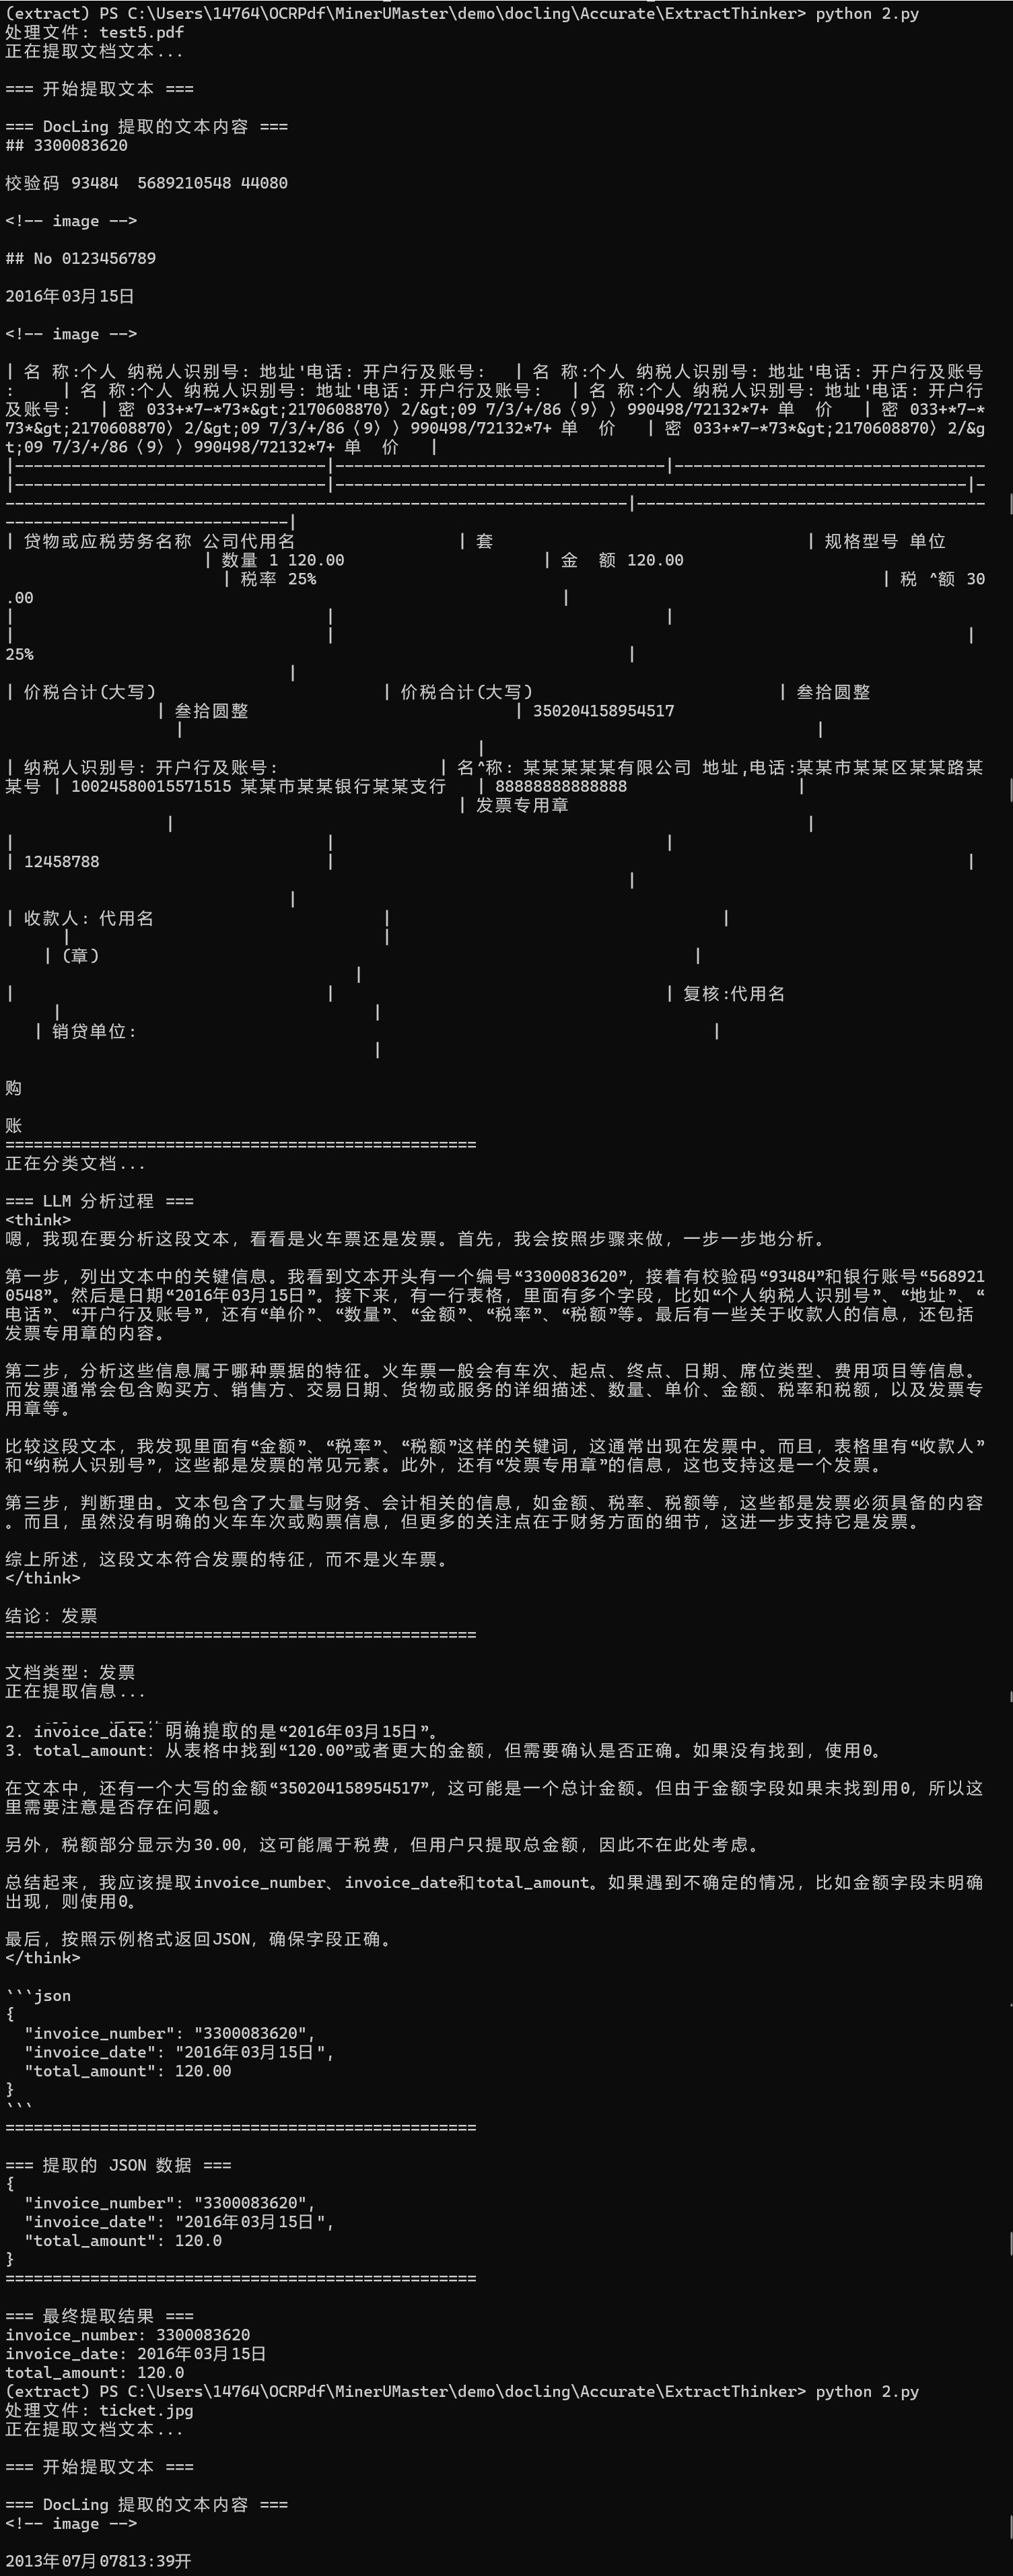 (extract) PS C:\Users\14764\OCRPdf\MinerUMaster\demo\docling\Accurate\ExtractThinker> python 2.py
处理文件: test5.pdf
正在提取文档文本...
=== 开始提取文本 ===
=== DocLing 提取的文本内容 ===
## 3300083620
校验码 93484  5689210548 44080
<!-- image -->
## No 0123456789
2016年03月15日
<!-- image -->
| 名 称:个人 纳税人识别号: 地址'电话: 开户行及账号:   | 名 称:个人 纳税人识别号: 地址'电话: 开户行及账号
:     | 名 称:个人 纳税人识别号: 地址'电话: 开户行及账号:   | 名 称:个人 纳税人识别号: 地址'电话: 开户行
及账号:   | 密 033+*7-*73*&gt;2170608870〉2/&gt;09 7/3/+/86〈9〉〉990498/72132*7+ 单  价   | 密 033+*7-*
73*&gt;2170608870〉2/&gt;09 7/3/+/86〈9〉〉990498/72132*7+ 单  价   | 密 033+*7-*73*&gt;2170608870〉2/&g
t;09 7/3/+/86〈9〉〉990498/72132*7+ 单  价   |
|---------------------------------|-----------------------------------|---------------------------------
|---------------------------------|-------------------------------------------------------------------|-
------------------------------------------------------------------|-------------------------------------
------------------------------|
| 贷物或应税劳务名称 公司代用名 | 套 | 规格型号 单位
| 数量 1 120.00 | 金  额 120.00
| 税率 25% | 税 ^额 30
.00 |
| | |
| | |
25% |
|
| 价税合计(大写) | 价税合计(大写) | 叁拾圆整
| 叁拾圆整 | 350204158954517
| |
|
| 纳税人识别号: 开户行及账号: | 名^称: 某某某某某有限公司 地址,电话:某某市某某区某某路某
某号 | 10024580015571515 某某市某某银行某某支行   | 88888888888888 |
| 发票专用章
| |
| | |
| 12458788 | |
|
|
| 收款人: 代用名 | |
| |
| (章) |
|
| | | 复核:代用名
| |
| 销贷单位: |
|
购
账
==================================================
正在分类文档...
=== LLM 分析过程 ===
<think>
嗯，我现在要分析这段文本，看看是火车票还是发票。首先，我会按照步骤来做，一步一步地分析。
第一步，列出文本中的关键信息。我看到文本开头有一个编号“3300083620”，接着有校验码“93484”和银行账号“568921
0548”。然后是日期“2016年03月15日”。接下来，有一行表格，里面有多个字段，比如“个人纳税人识别号”、“地址”、“
电话”、“开户行及账号”，还有“单价”、“数量”、“金额”、“税率”、“税额”等。最后有一些关于收款人的信息，还包括
发票专用章的内容。
第二步，分析这些信息属于哪种票据的特征。火车票一般会有车次、起点、终点、日期、席位类型、费用项目等信息。
而发票通常会包含购买方、销售方、交易日期、货物或服务的详细描述、数量、单价、金额、税率和税额，以及发票专
用章等。
比较这段文本，我发现里面有“金额”、“税率”、“税额”这样的关键词，这通常出现在发票中。而且，表格里有“收款人”
和“纳税人识别号”，这些都是发票的常见元素。此外，还有“发票专用章”的信息，这也支持这是一个发票。
第三步，判断理由。文本包含了大量与财务、会计相关的信息，如金额、税率、税额等，这些都是发票必须具备的内容
。而且，虽然没有明确的火车车次或购票信息，但更多的关注点在于财务方面的细节，这进一步支持它是发票。
综上所述，这段文本符合发票的特征，而不是火车票。
</think>
结论: 发票
==================================================
文档类型: 发票
正在提取信息...
2. invoice_date: 明确提取的是“2016年03月15日”。
3. total_amount: 从表格中找到“120.00”或者更大的金额，但需要确认是否正确。如果没有找到，使用0。
在文本中，还有一个大写的金额“350204158954517”，这可能是一个总计金额。但由于金额字段如果未找到用0，所以这
里需要注意是否存在问题。
另外，税额部分显示为30.00，这可能属于税费，但用户只提取总金额，因此不在此处考虑。
总结起来，我应该提取invoice_number、invoice_date和total_amount。如果遇到不确定的情况，比如金额字段未明确
出现，则使用0。
最后，按照示例格式返回JSON，确保字段正确。
</think>
```json
{
  "invoice_number": "3300083620",
  "invoice_date": "2016年03月15日",
  "total_amount": 120.00
}
```
==================================================
=== 提取的 JSON 数据 ===
{
  "invoice_number": "3300083620",
  "invoice_date": "2016年03月15日",
  "total_amount": 120.0
}
==================================================
=== 最终提取结果 ===
invoice_number: 3300083620
invoice_date: 2016年03月15日
total_amount: 120.0
(extract) PS C:\Users\14764\OCRPdf\MinerUMaster\demo\docling\Accurate\ExtractThinker> python 2.py
处理文件: ticket.jpg
正在提取文档文本...
=== 开始提取文本 ===
=== DocLing 提取的文本内容 ===
<!-- image -->
2013年07月07813:39开